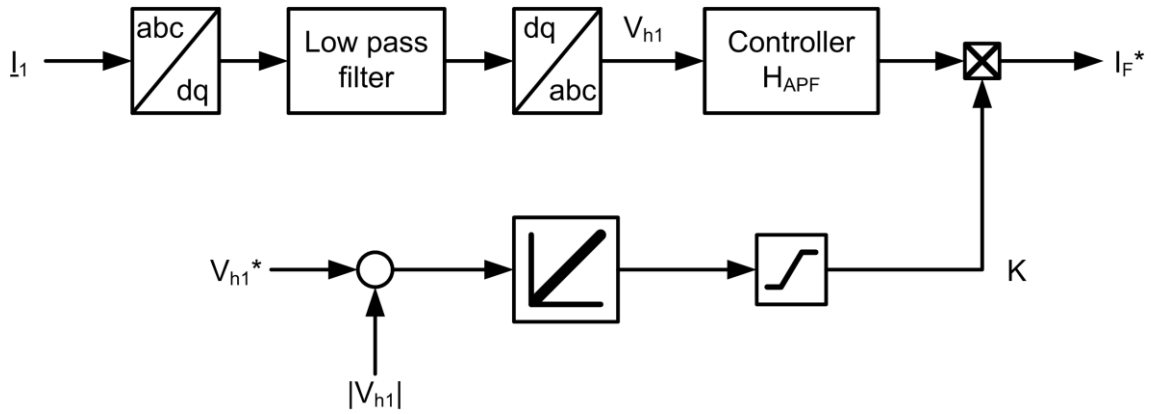 I1
abc
dq
Low pass
filter
dq
abc
Vh1
Controller
HAPF
IF*
Vh1*
|Vh1|
K